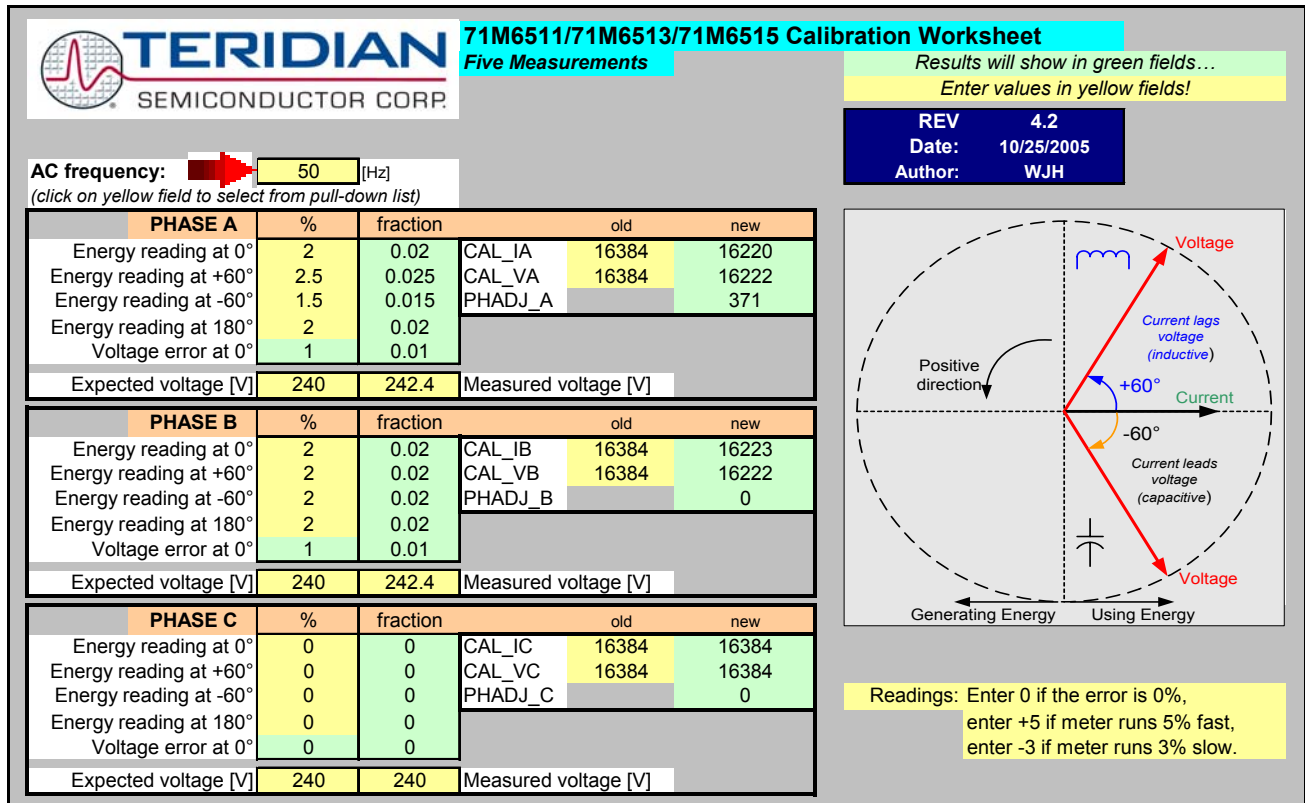 TERIDIAN
SEMICONDUCTOR CORP.
71M6511/71M6513/71M6515 Calibration Worksheet
Five Measurements
Results will show in green fields…
Enter values in yellow fields!
REV 4.2
Date: 10/25/2005
Author: WJH
AC frequency: 50 [Hz]
(click on yellow field to select from pull-down list)
PHASE A % fraction old new
Energy reading at 0° 2 0.02 CAL_IA 16384 16220
Energy reading at +60° 2.5 0.025 CAL_VA 16384 16222
Energy reading at -60° 1.5 0.015 PHADJ_A 371
Energy reading at 180° 2 0.02
Voltage error at 0° 1 0.01
Expected voltage [V] 240 242.4 Measured voltage [V]
PHASE B % fraction old new
Energy reading at 0° 2 0.02 CAL_IB 16384 16223
Energy reading at +60° 2 0.02 CAL_VB 16384 16222
Energy reading at -60° 2 0.02 PHADJ_B 0
Energy reading at 180° 2 0.02
Voltage error at 0° 1 0.01
Expected voltage [V] 240 242.4 Measured voltage [V]
PHASE C % fraction old new
Energy reading at 0° 0 0 CAL_IC 16384 16384
Energy reading at +60° 0 0 CAL_VC 16384 16384
Energy reading at -60° 0 0 PHADJ_C 0
Energy reading at 180° 0 0
Voltage error at 0° 0 0
Expected voltage [V] 240 240 Measured voltage [V]
Voltage
Current lags
voltage
(inductive)
Positive
direction
+60°
Current
-60°
Current leads
voltage
(capacitive)
Voltage
Generating Energy Using Energy
Readings: Enter 0 if the error is 0%,
enter +5 if meter runs 5% fast,
enter -3 if meter runs 3% slow.